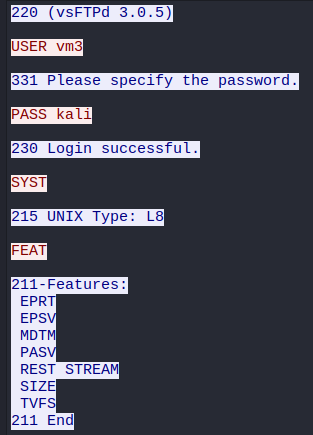 220 (vsFTPd 3.0.5)
USER vm3
331 Please specify the password.
PASS kali
230 Login successful.
SYST
215 UNIX Type: L8
FEAT
211-Features:
EPRT
EPSV
MDTM
PASV
REST STREAM
SIZE
TVFS
211 End